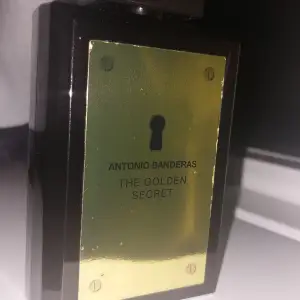 ANTONIO BANDERAS
THE GOLDEN
SECRET